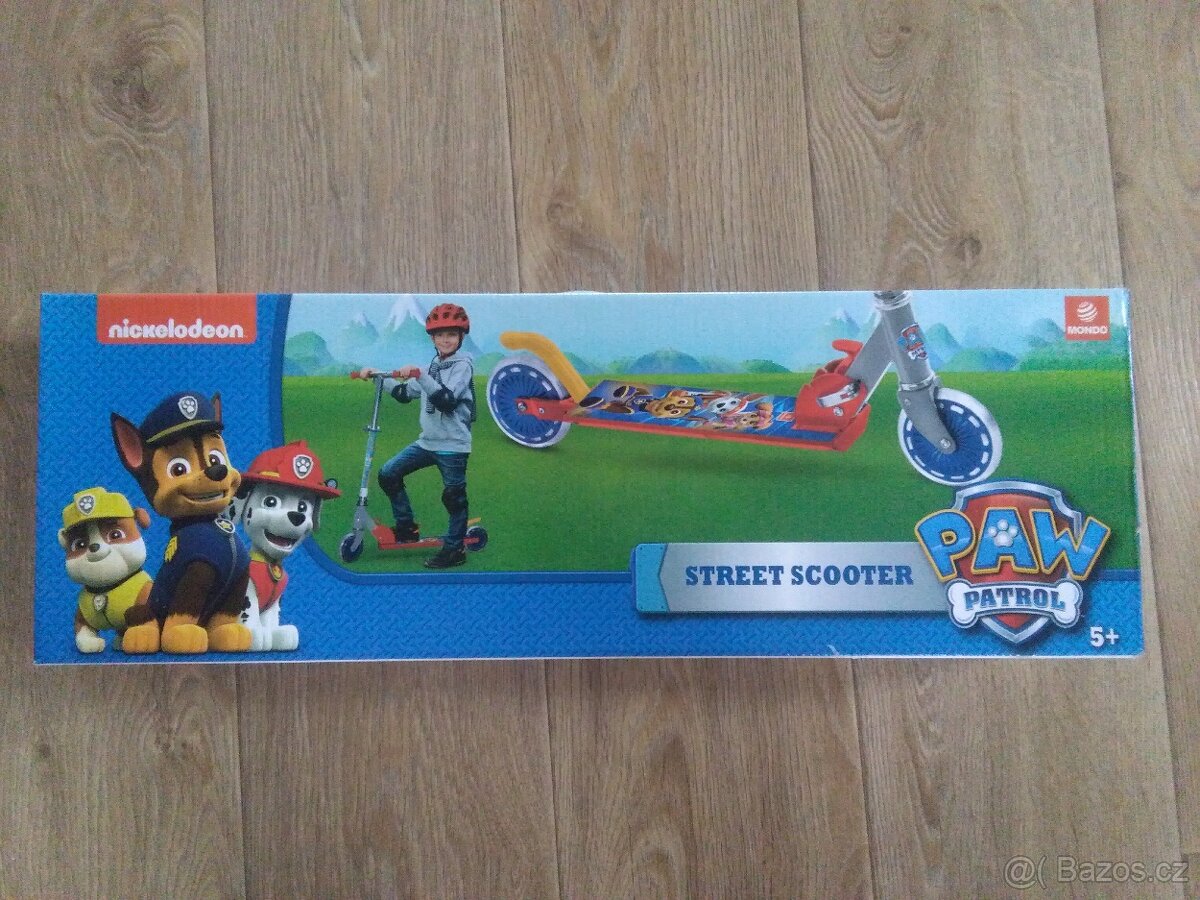 nickelodeon
MONDO
STREET SCOOTER
PAW
PATROL
5+
@( Bazos.cz